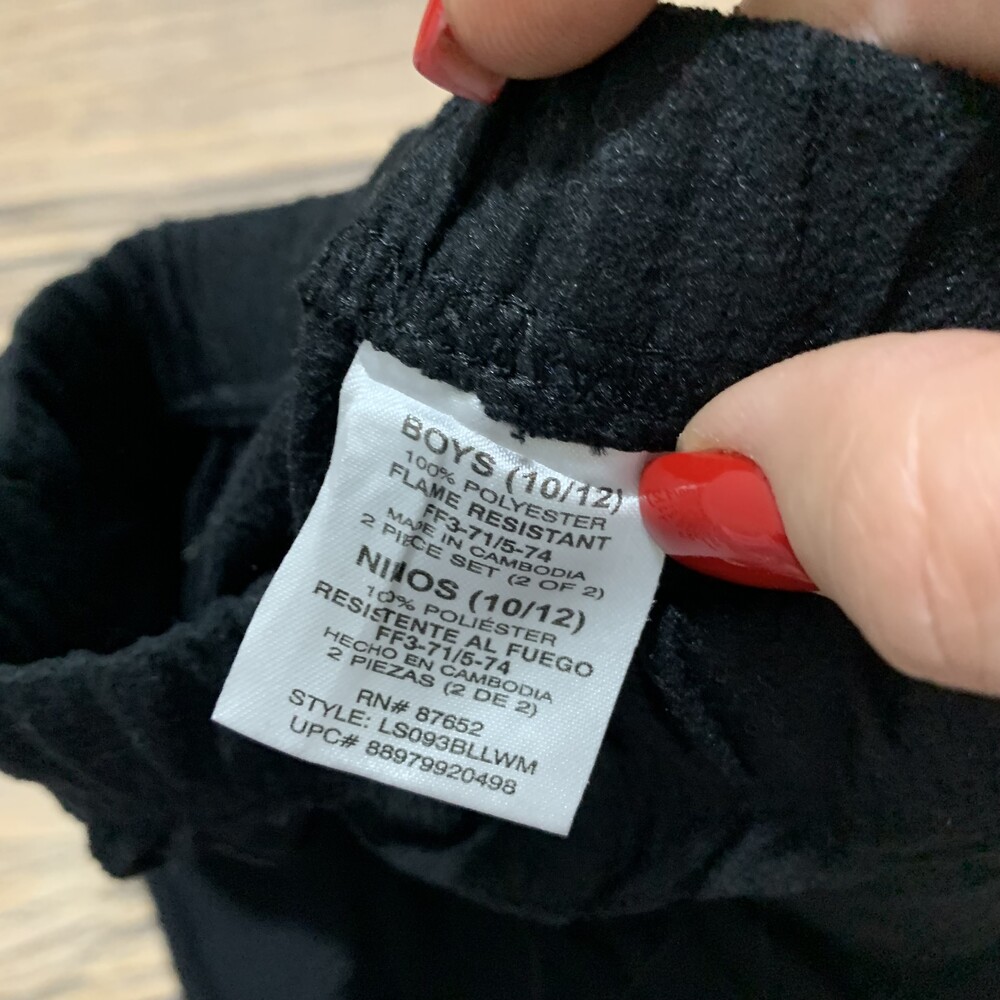 BOYS (10/12)
100% POLYESTER
FLAME RESISTANT
FF3-71/5-74
MADE IN CAMBODIA
2 PIECE SET (2 OF 2)
NIÑOS (10/12)
10% POLIÉSTER
RESISTENTE AL FUEGO
FF3-71/5-74
HECHO EN CAMBODIA
2 PIEZAS (2 DE 2)
RN# 87652
STYLE: LS093BLLWM
UPC# 88979920498